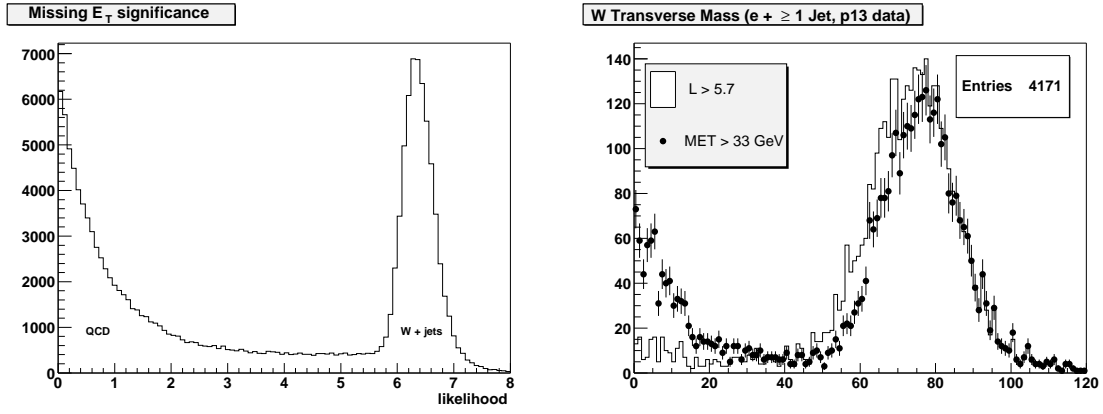 Missing E_T significance
7000
6000
5000
4000
3000
2000
1000
0
QCD
W + jets
0 1 2 3 4 5 6 7 8
likelihood
W Transverse Mass (e + ≥ 1 Jet, p13 data)
140
120
100
80
60
40
20
0
L > 5.7
MET > 33 GeV
Entries 4171
0 20 40 60 80 100 120